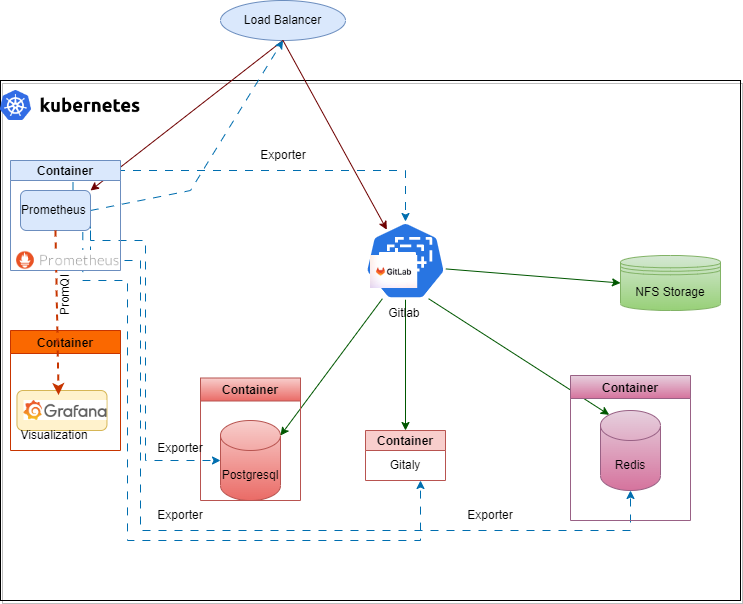 Load Balancer
kubernetes
Exporter
Container
Prometheus
Prometheus
GitLab
Gitlab
NFS Storage
PromQl
Container
Grafana
Visualization
Container
Postgresql
Exporter
Container
Gitaly
Container
Redis
Exporter
Exporter